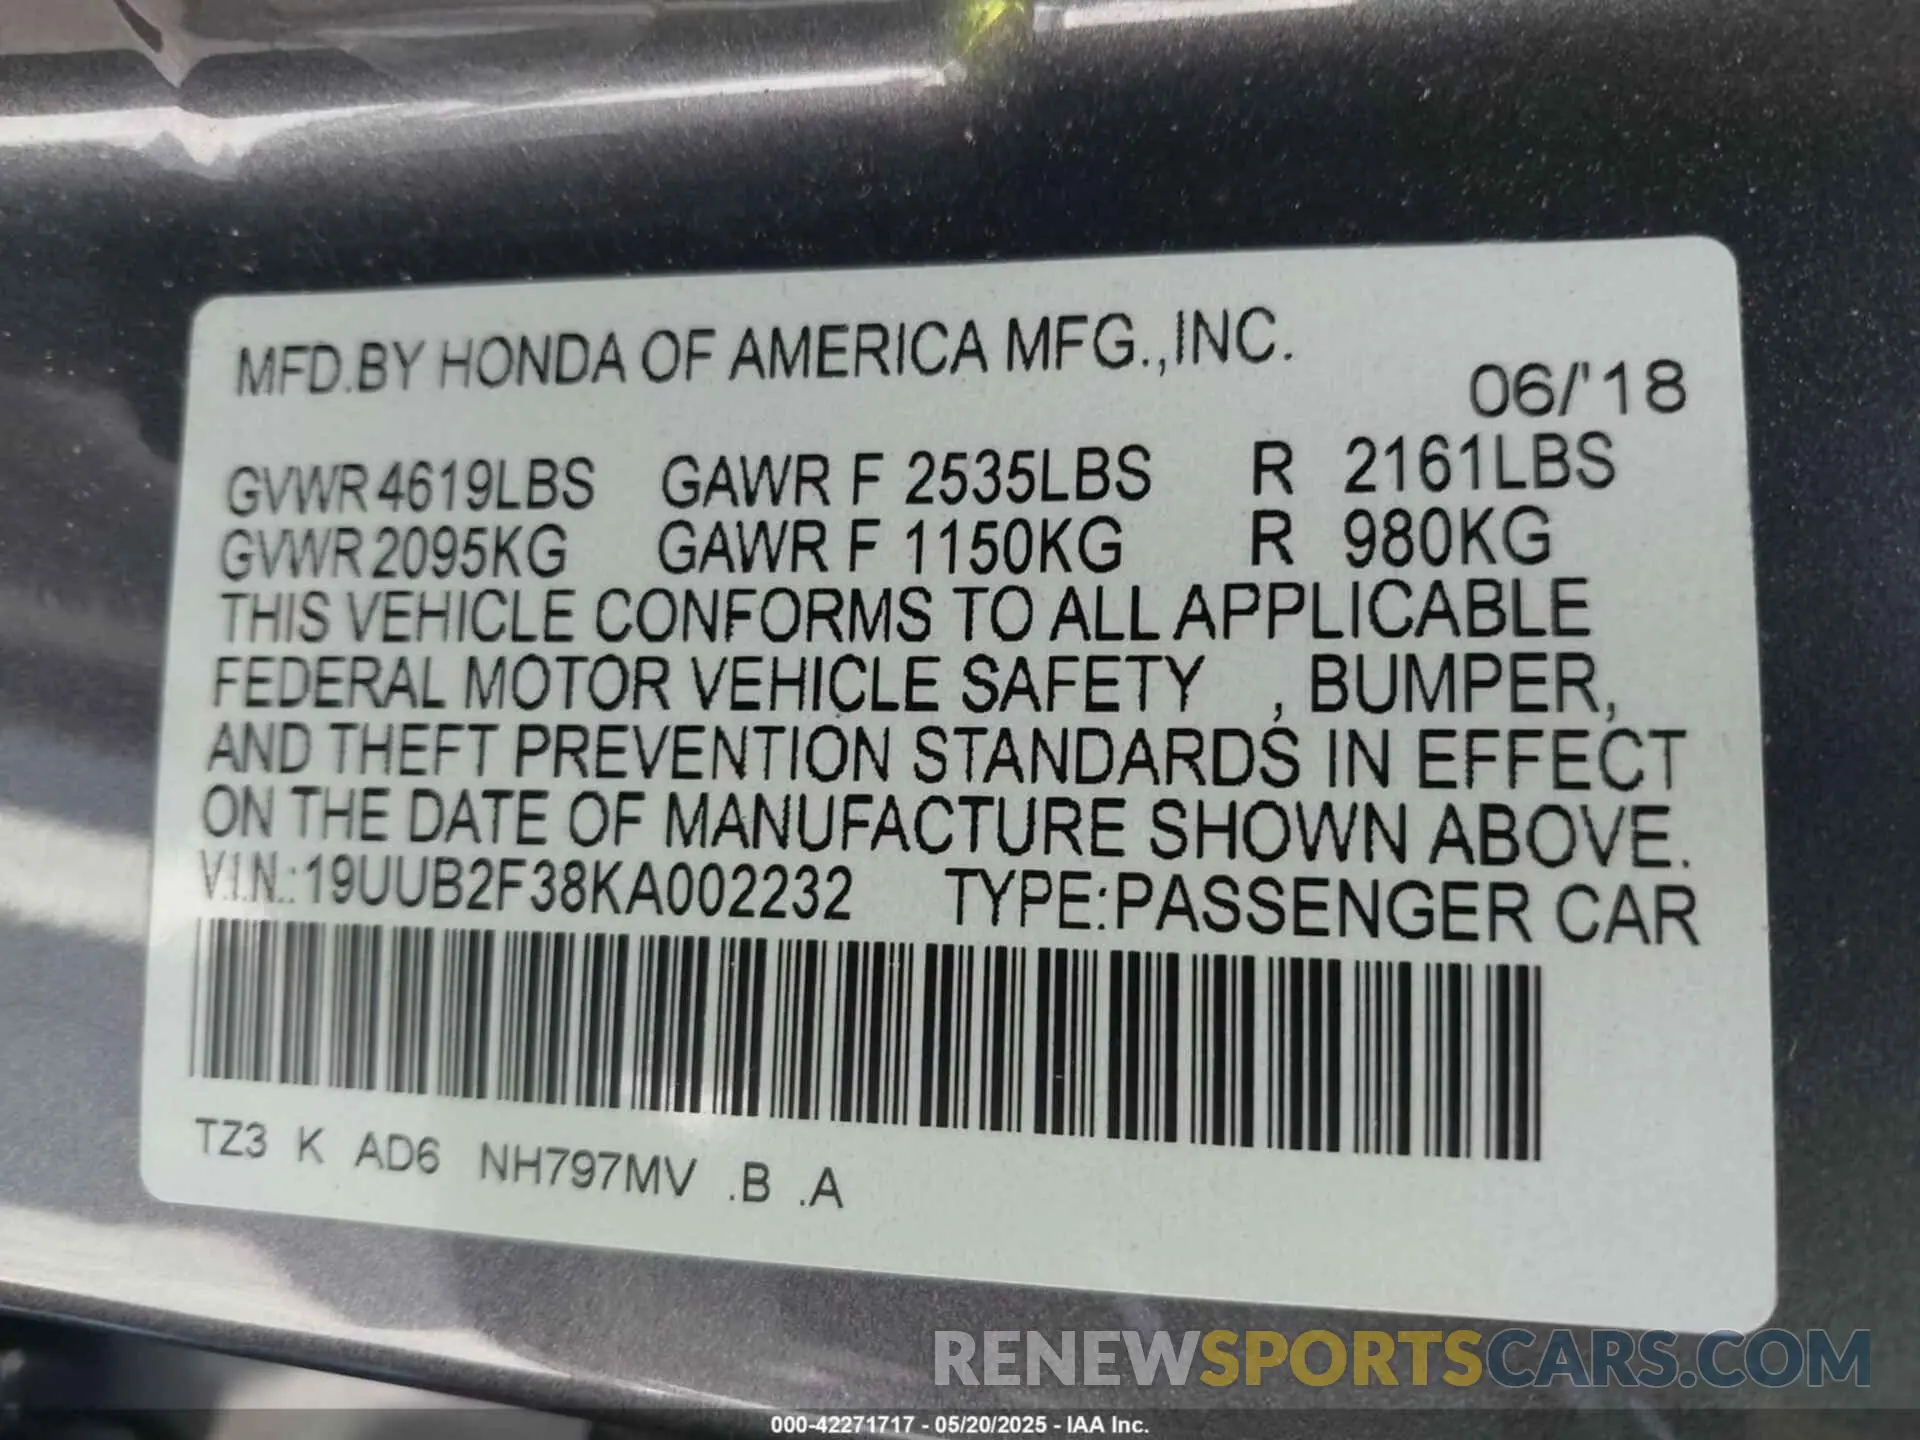 MFD.BY HONDA OF AMERICA MFG.,INC.
06/'18
GVWR 4619LBS GAWR F 2535LBS R 2161LBS
GVWR 2095KG GAWR F 1150KG R 980KG
THIS VEHICLE CONFORMS TO ALL APPLICABLE
FEDERAL MOTOR VEHICLE SAFETY , BUMPER,
AND THEFT PREVENTION STANDARDS IN EFFECT
ON THE DATE OF MANUFACTURE SHOWN ABOVE.
V.I.N.:19UUB2F38KA002232 TYPE:PASSENGER CAR
TZ3 K AD6 NH797MV .B .A
RENEWSPORTSCARS.COM
000-42271717 - 05/20/2025 - IAA Inc.